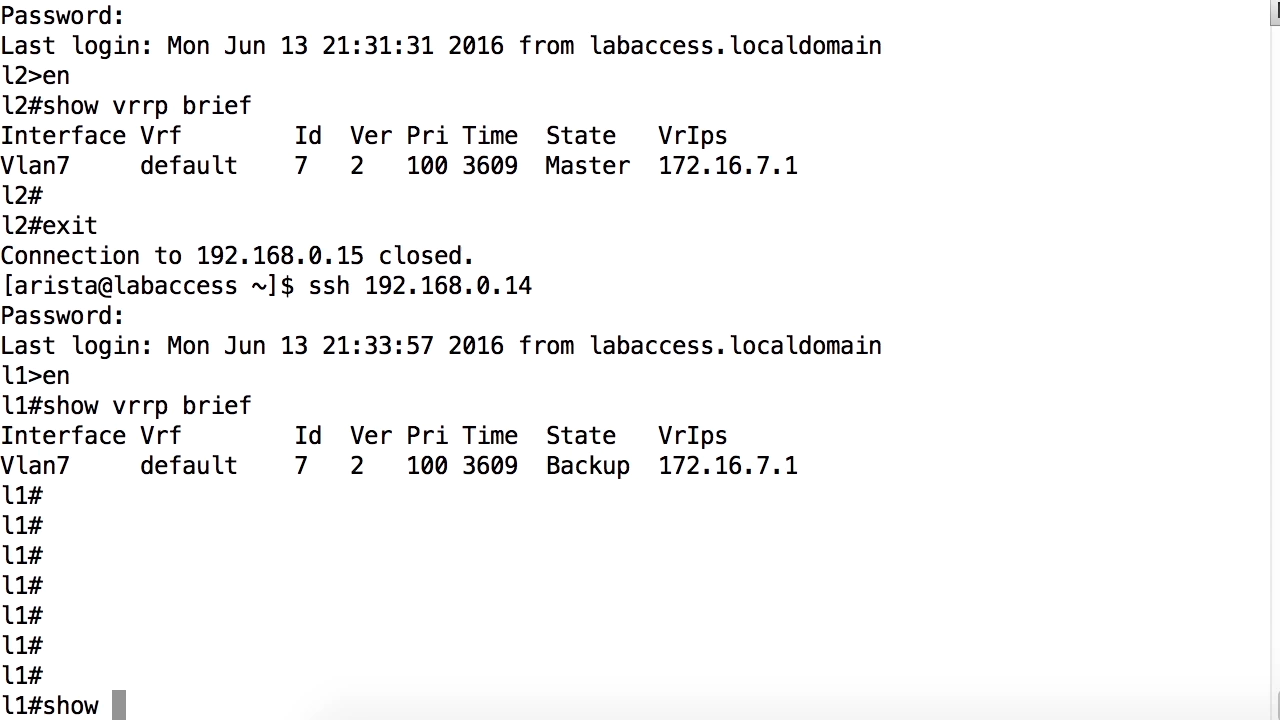 Password:
Last login: Mon Jun 13 21:31:31 2016 from labaccess.localdomain
l2>en
l2#show vrrp brief
Interface Vrf        Id  Ver Pri Time  State   VrIps
Vlan7     default    7   2   100 3609  Master  172.16.7.1
l2#
l2#exit
Connection to 192.168.0.15 closed.
[arista@labaccess ~]$ ssh 192.168.0.14
Password:
Last login: Mon Jun 13 21:33:57 2016 from labaccess.localdomain
l1>en
l1#show vrrp brief
Interface Vrf        Id  Ver Pri Time  State   VrIps
Vlan7     default    7   2   100 3609  Backup  172.16.7.1
l1#
l1#
l1#
l1#
l1#
l1#
l1#
l1#show